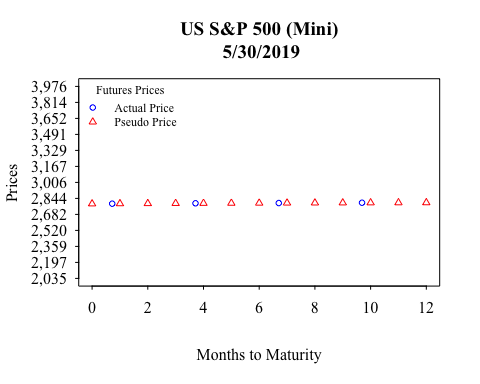 US S&P 500 (Mini)
5/30/2019
Futures Prices
Actual Price
Pseudo Price
Prices
3,976
3,814
3,652
3,491
3,329
3,167
3,006
2,844
2,682
2,520
2,359
2,197
2,035
0 2 4 6 8 10 12
Months to Maturity